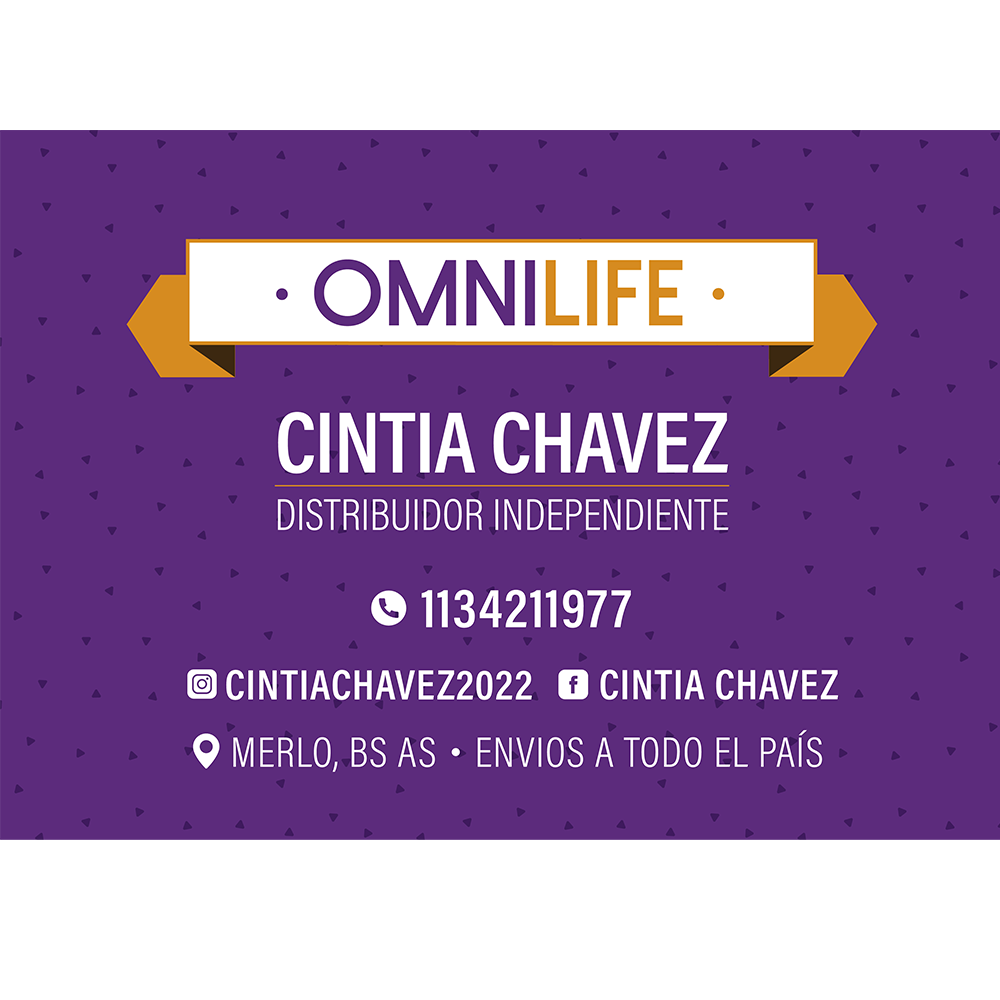 • OMNILIFE •
CINTIA CHAVEZ
DISTRIBUIDOR INDEPENDIENTE
1134211977
CINTIACHAVEZ2022 CINTIA CHAVEZ
MERLO, BS AS • ENVIOS A TODO EL PAÍS